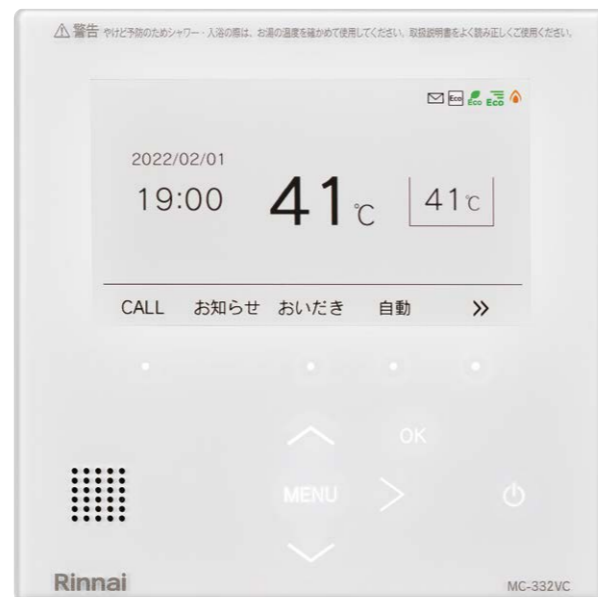 ⚠ 警告 やけど予防のためシャワー・入浴の際は、お湯の温度を確かめて使用してください。取扱説明書をよく読み正しくご使用ください。
Eco Eco Eco
2022/02/01
19:00 41℃ 41℃
CALL お知らせ おいだき 自動 »
OK
MENU
Rinnai MC-332VC